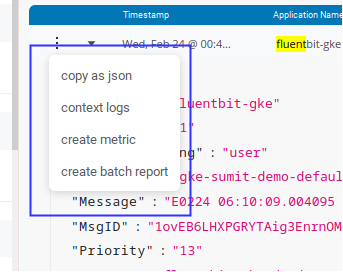 Timestamp Application Name
Wed, Feb 24 @ 00:4... fluentbit-gke
copy as json
luentbit-gke"
context logs
1"
create metric
ng" : "user"
create batch report
gke-sumit-demo-defaul
"Message" : "E0224 06:10:09.004095
"MsgID" : "1ovEB6LHXPGRYTAig3EnrnOM
"Priority" : "13"